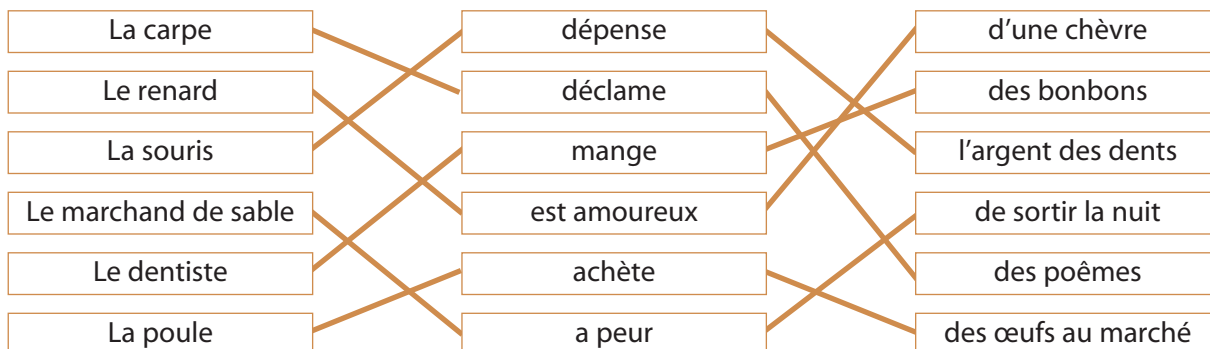 La carpe dépense d'une chèvre
Le renard déclame des bonbons
La souris mange l'argent des dents
Le marchand de sable est amoureux de sortir la nuit
Le dentiste achète des poêmes
La poule a peur des œufs au marché